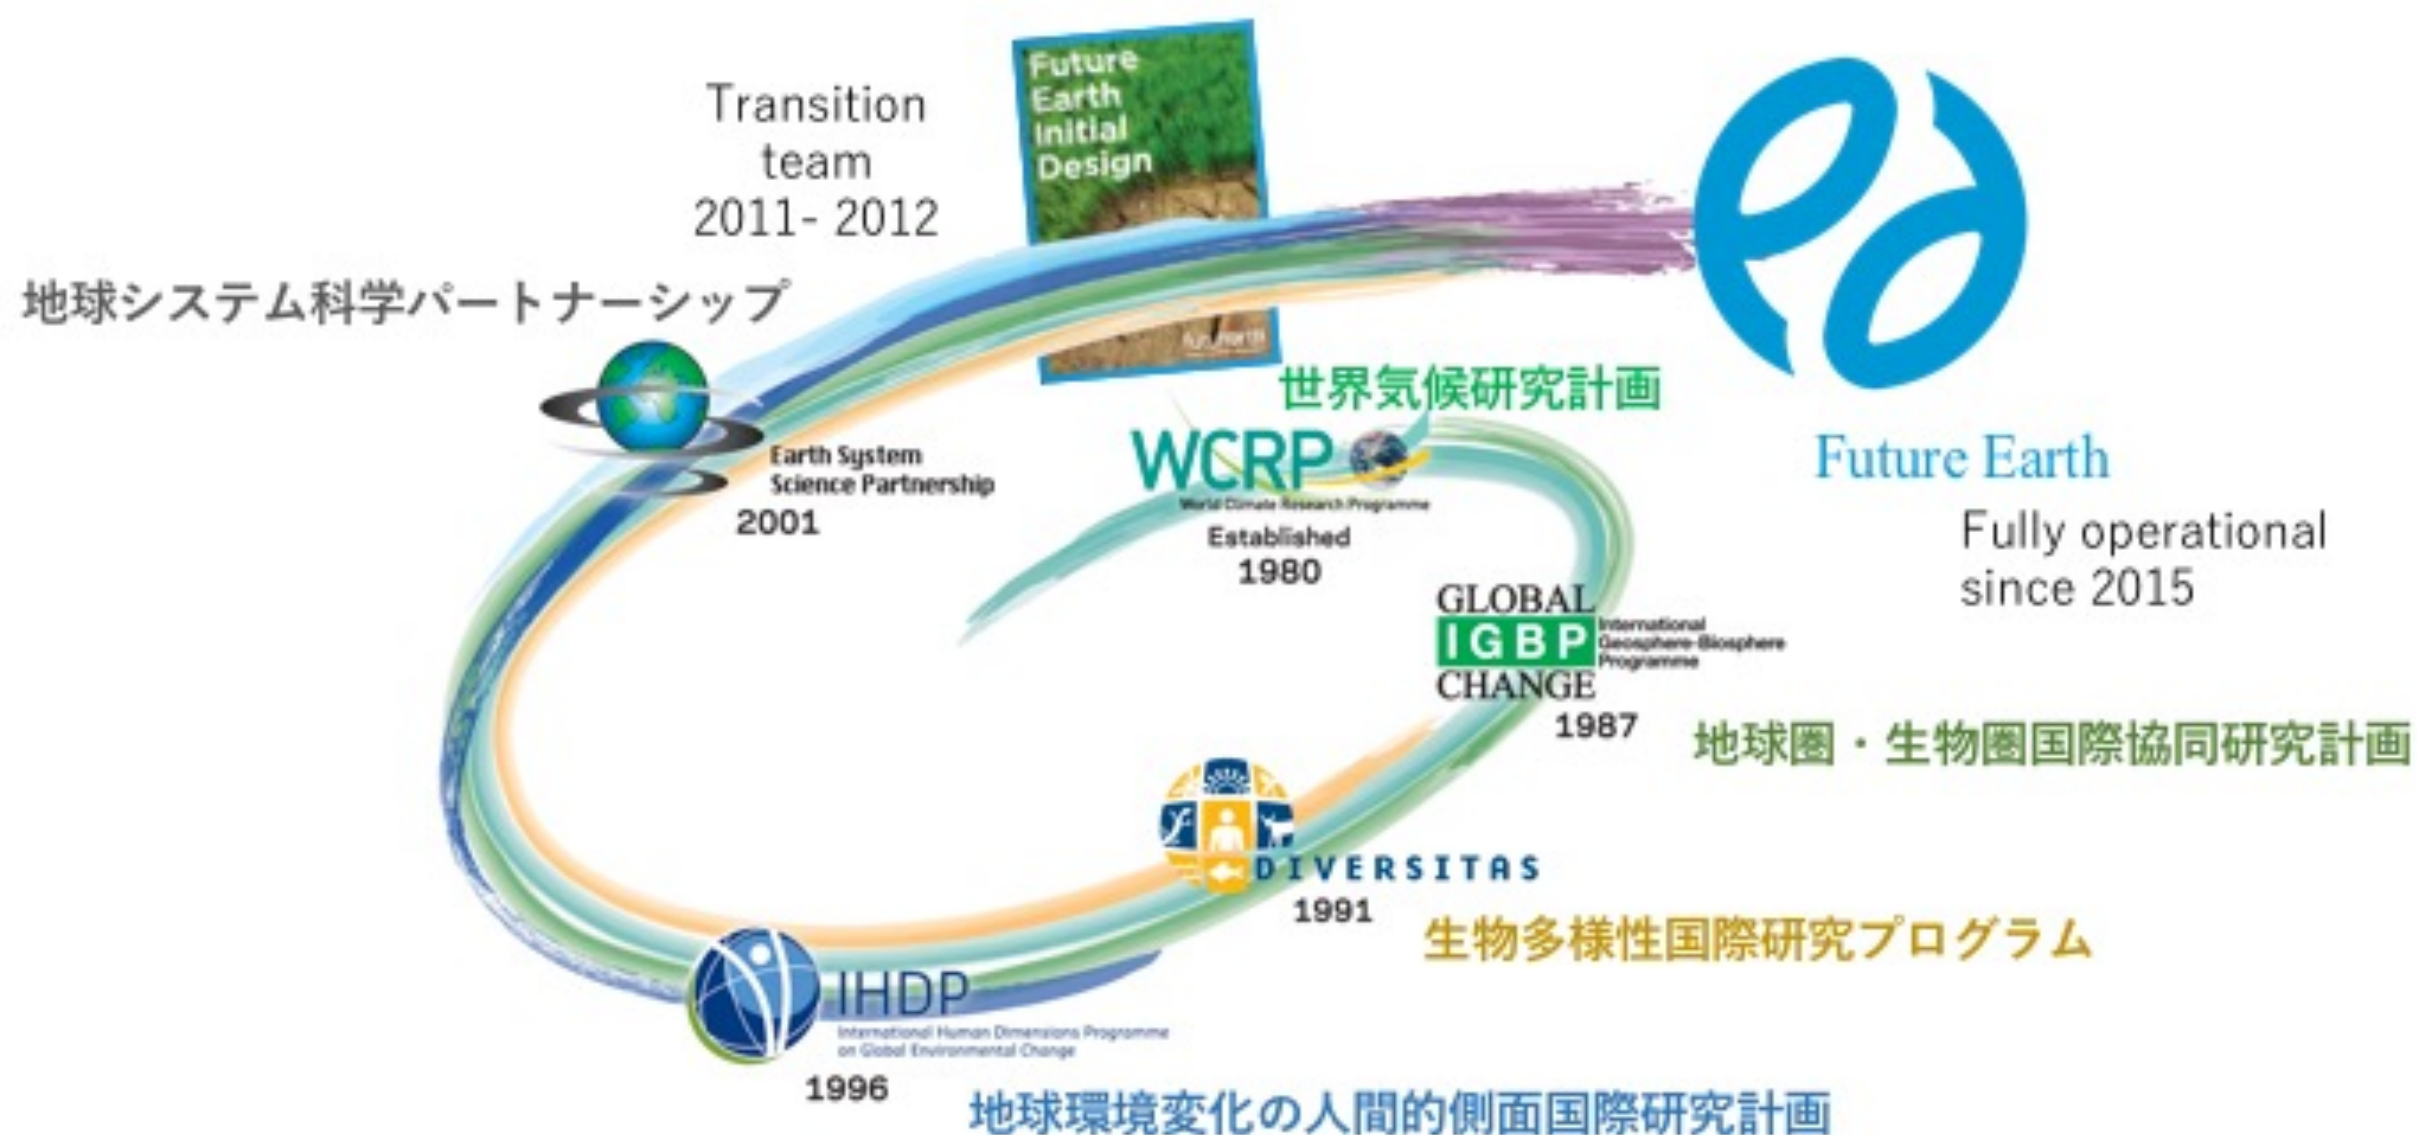 Future
Earth
Initial
Design
Transition
team
2011- 2012
地球システム科学パートナーシップ
futurearth
世界気候研究計画
WCRP
World Climate Research Programme
Established
1980
Earth System
Science Partnership
2001
Future Earth
Fully operational
since 2015
GLOBAL
IGBP
CHANGE
International
Geosphere-Biosphere
Programme
1987
地球圏・生物圏国際協同研究計画
DIVERSITAS
1991
生物多様性国際研究プログラム
IHDP
International Human Dimensions Programme
on Global Environmental Change
1996
地球環境変化の人間的側面国際研究計画